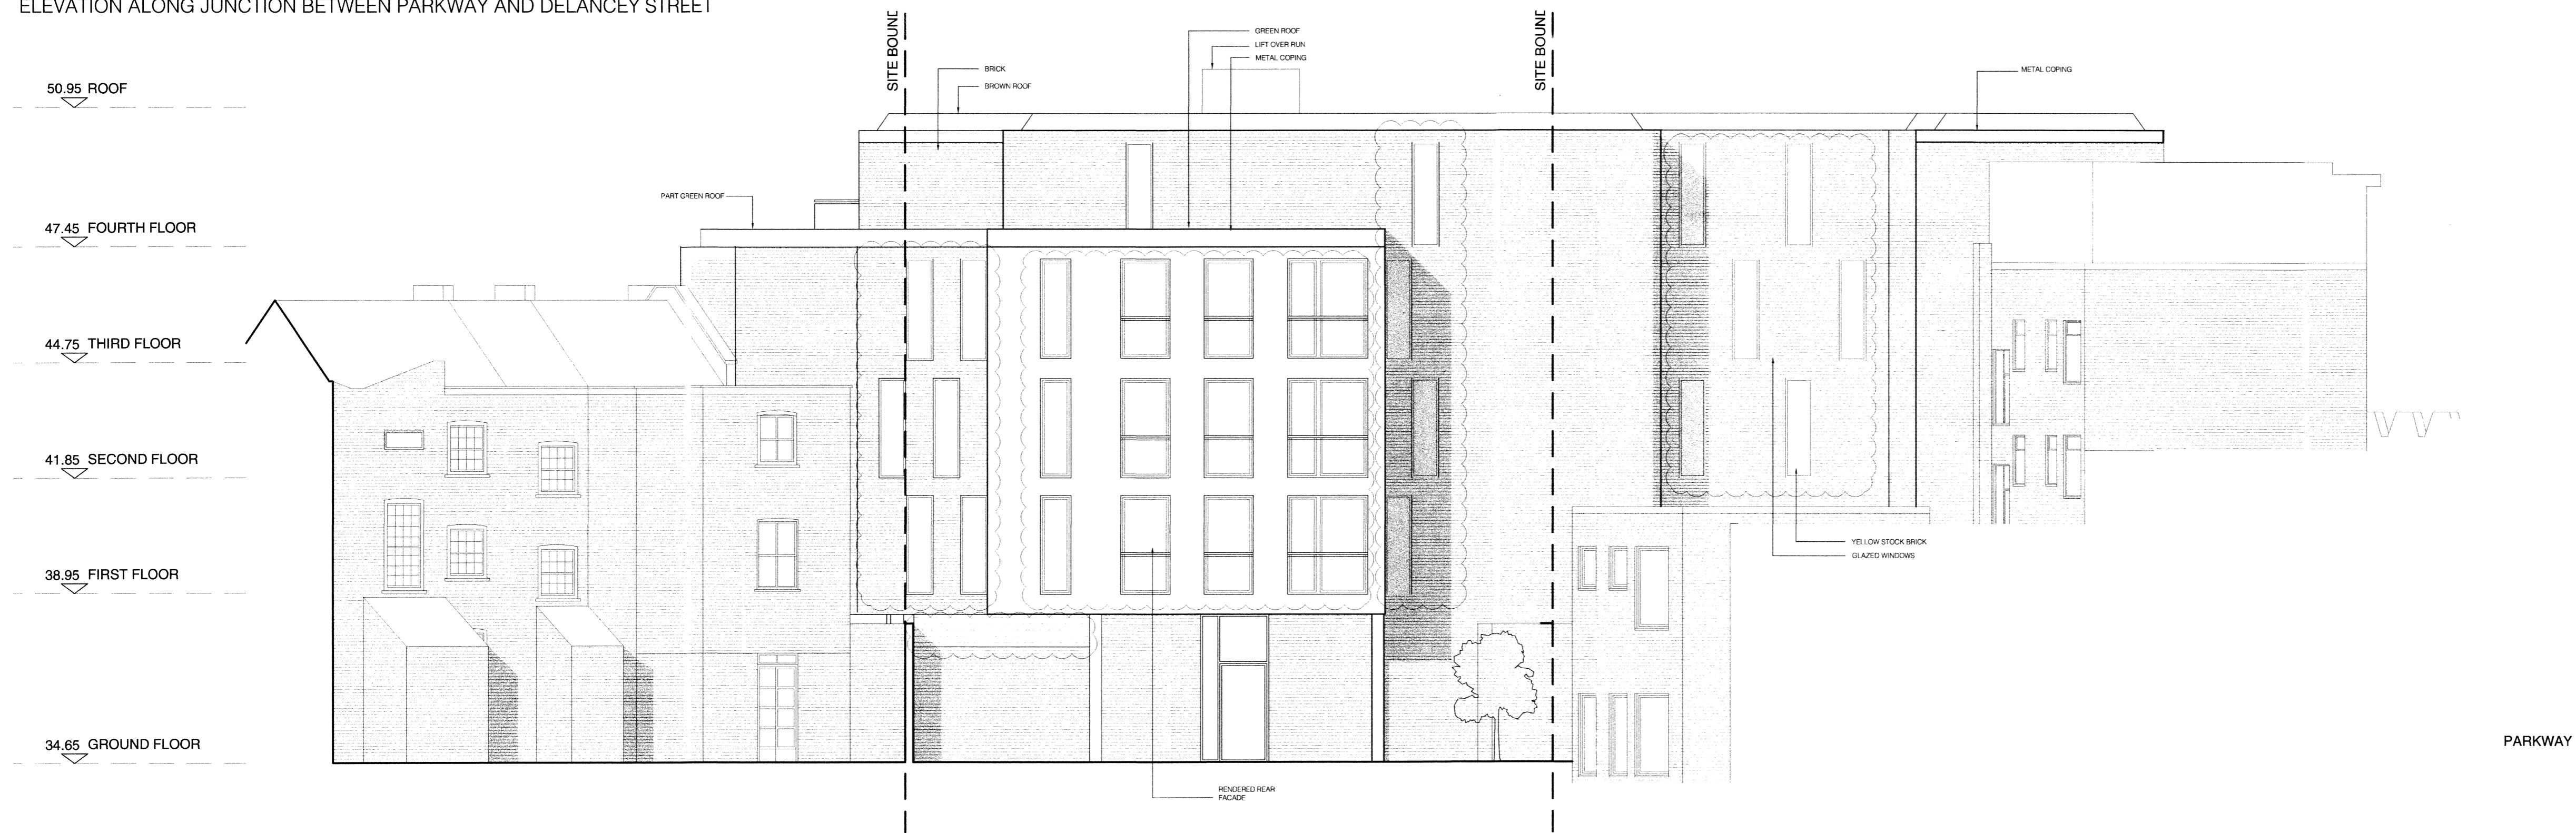 ELEVATION ALONG JUNCTION BETWEEN PARKWAY AND DELANCEY STREET
SITE BOUND
SITE BOUND
GREEN ROOF
LIFT OVER RUN
METAL COPING
BRICK
BROWN ROOF
METAL COPING
50.95 ROOF
PART GREEN ROOF
47.45 FOURTH FLOOR
44.75 THIRD FLOOR
41.85 SECOND FLOOR
YELLOW STOCK BRICK
GLAZED WINDOWS
38.95 FIRST FLOOR
34.65 GROUND FLOOR
PARKWAY
RENDERED REAR
FACADE